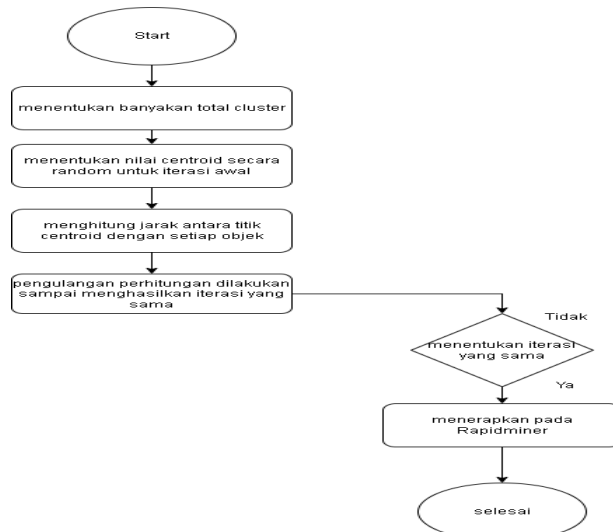 Start
menentukan banyakan total cluster
menentukan nilai centroid secara
random untuk iterasi awal
menghitung jarak antara titik
centroid dengan setiap objek
pengulangan perhitungan dilakukan
sampai menghasilkan iterasi yang
sama
Tidak
menentukan iterasi
yang sama
Ya
menerapkan pada
Rapidminer
selesai